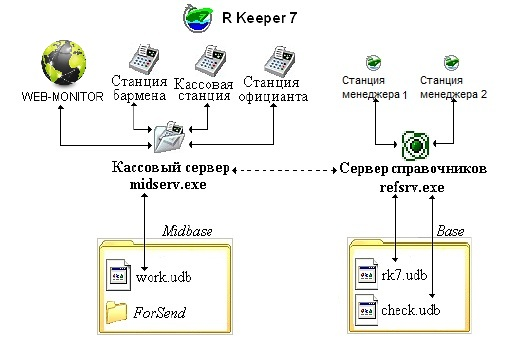 R Keeper 7
WEB-MONITOR
Станция
бармена
Кассовая
станция
Станция
официанта
Станция
менеджера 1
Станция
менеджера 2
Кассовый сервер
midserv.exe
Сервер справочников
refsrv.exe
Midbase
work.udb
ForSend
Base
rk7.udb
check.udb